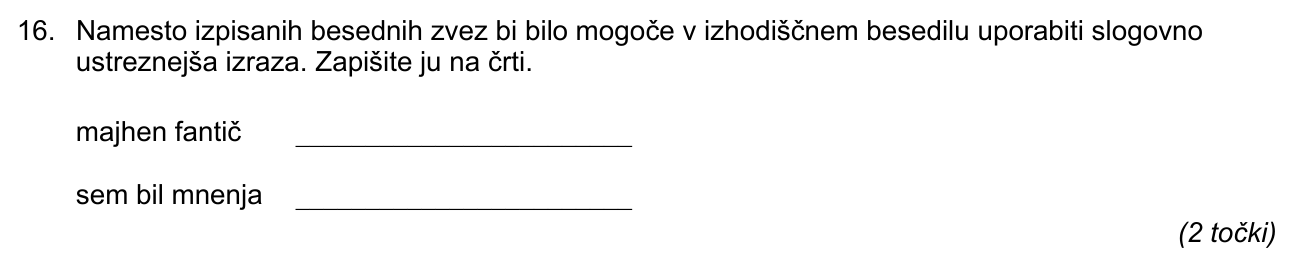 16. Namesto izpisanih besednih zvez bi bilo mogoče v izhodiščnem besedilu uporabiti slogovno
ustreznejša izraza. Zapišite ju na črti.
majhen fantič
sem bil mnenja
(2 točki)